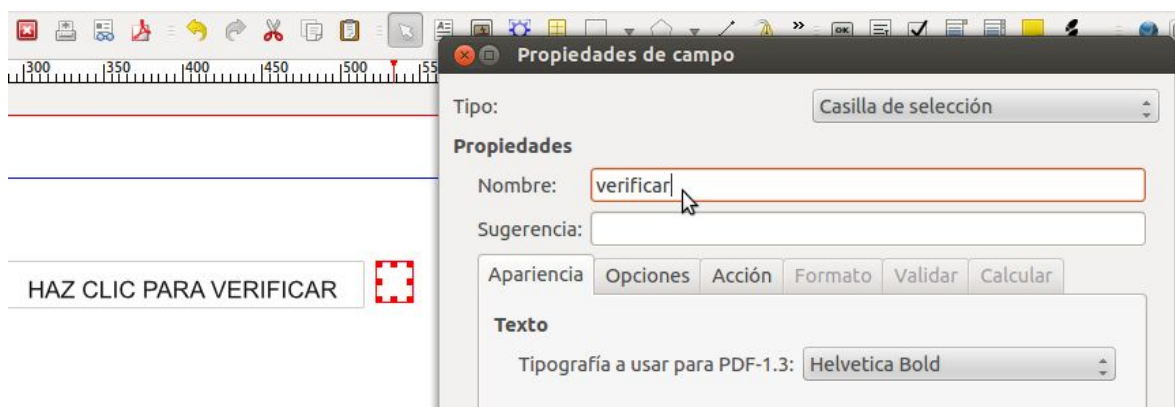 OK
300 350 400 450 500 55
Propiedades de campo
Tipo: Casilla de selección
Propiedades
Nombre: verificar
Sugerencia:
Apariencia Opciones Acción Formato Validar Calcular
HAZ CLIC PARA VERIFICAR
Texto
Tipografía a usar para PDF-1.3: Helvetica Bold